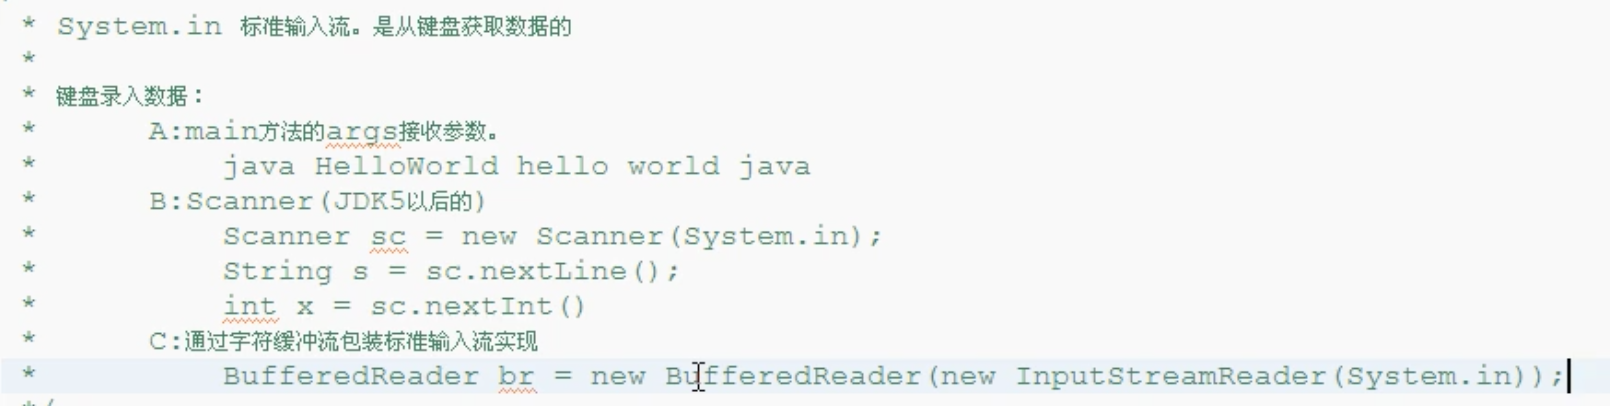 * System.in 标准输入流。是从键盘获取数据的
*
* 键盘录入数据：
* A:main方法的args接收参数。
* java HelloWorld hello world java
* B:Scanner(JDK5以后的)
* Scanner sc = new Scanner(System.in);
* String s = sc.nextLine();
* int x = sc.nextInt()
* C:通过字符缓冲流包装标准输入流实现
* BufferedReader br = new BufferedReader(new InputStreamReader(System.in));